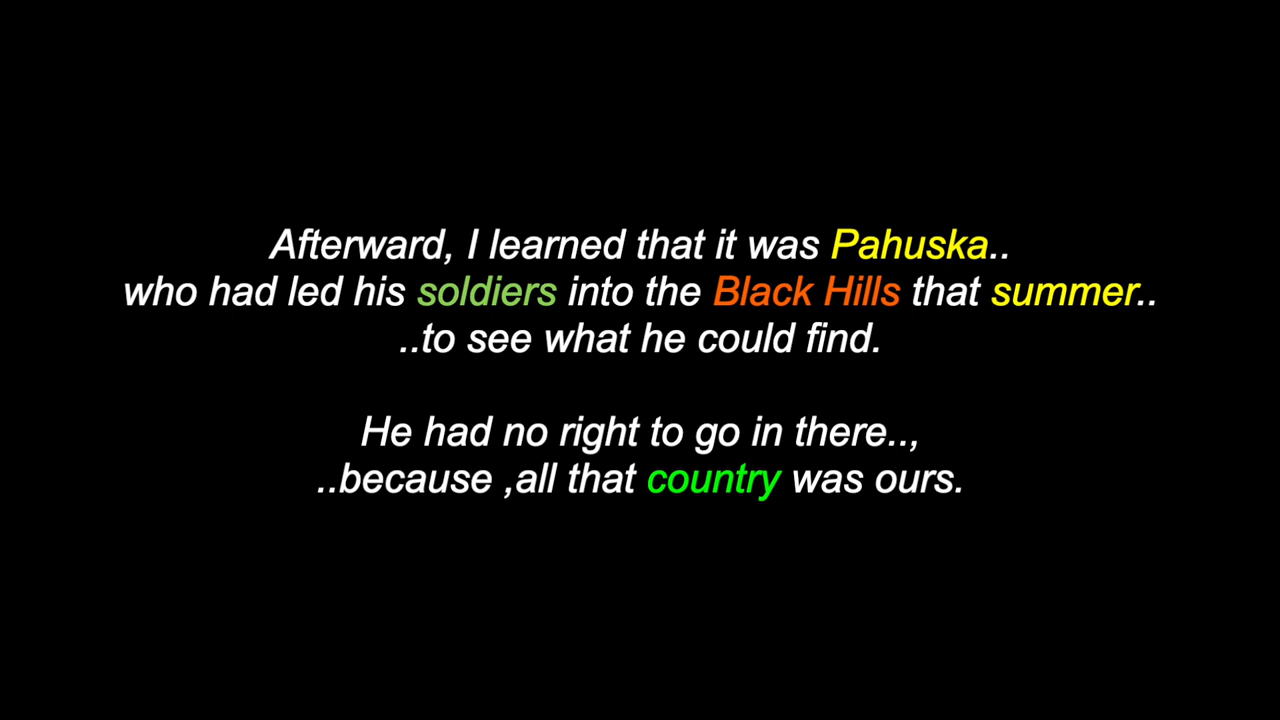 Afterward, I learned that it was Pahuska..
who had led his soldiers into the Black Hills that summer..
..to see what he could find.
He had no right to go in there..,
..because ,all that country was ours.